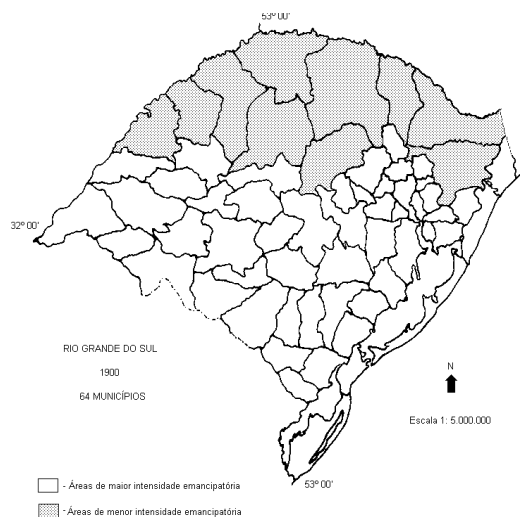 53º 00'
32º 00'
RIO GRANDE DO SUL
1900
64 MUNICÍPIOS
N
Escala 1: 5.000.000
53º 00'
- Áreas de maior intensidade emancipatória
- Áreas de menor intensidade emancipatória